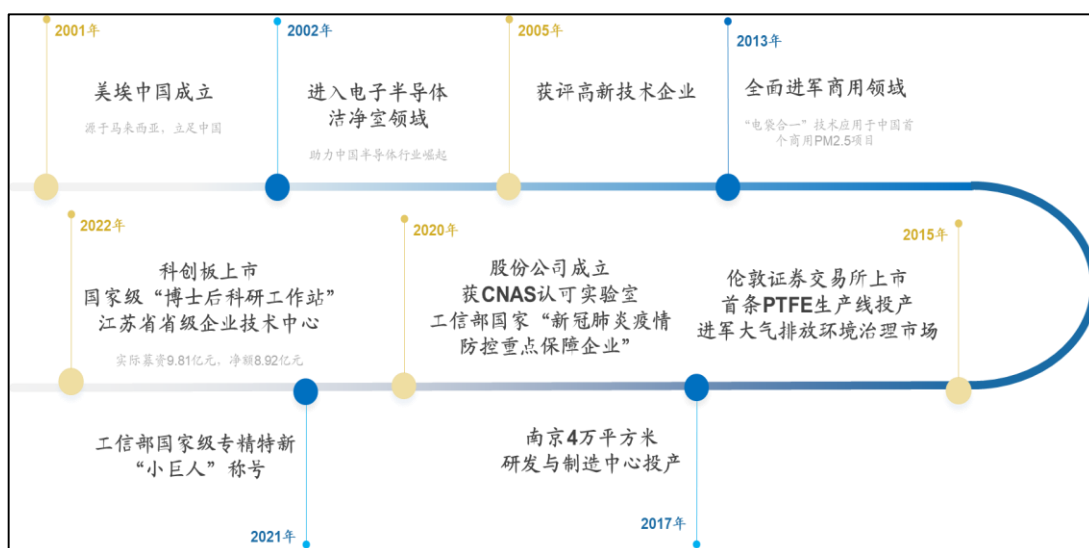 2001年
美埃中国成立
源于马来西亚，立足中国
2002年
进入电子半导体
洁净室领域
助力中国半导体行业崛起
2005年
获评高新技术企业
2013年
全面进军商用领域
“电袋合一”技术应用于中国首
个商用PM2.5项目
2015年
伦敦证券交易所上市
首条PTFE生产线投产
进军大气排放环境治理市场
南京4万平方米
研发与制造中心投产
2017年
2020年
股份公司成立
获CNAS认可实验室
工信部国家“新冠肺炎疫情
防控重点保障企业”
工信部国家级专精特新
“小巨人”称号
2021年
2022年
科创板上市
国家级“博士后科研工作站”
江苏省省级企业技术中心
实际募资9.81亿元，净额8.92亿元